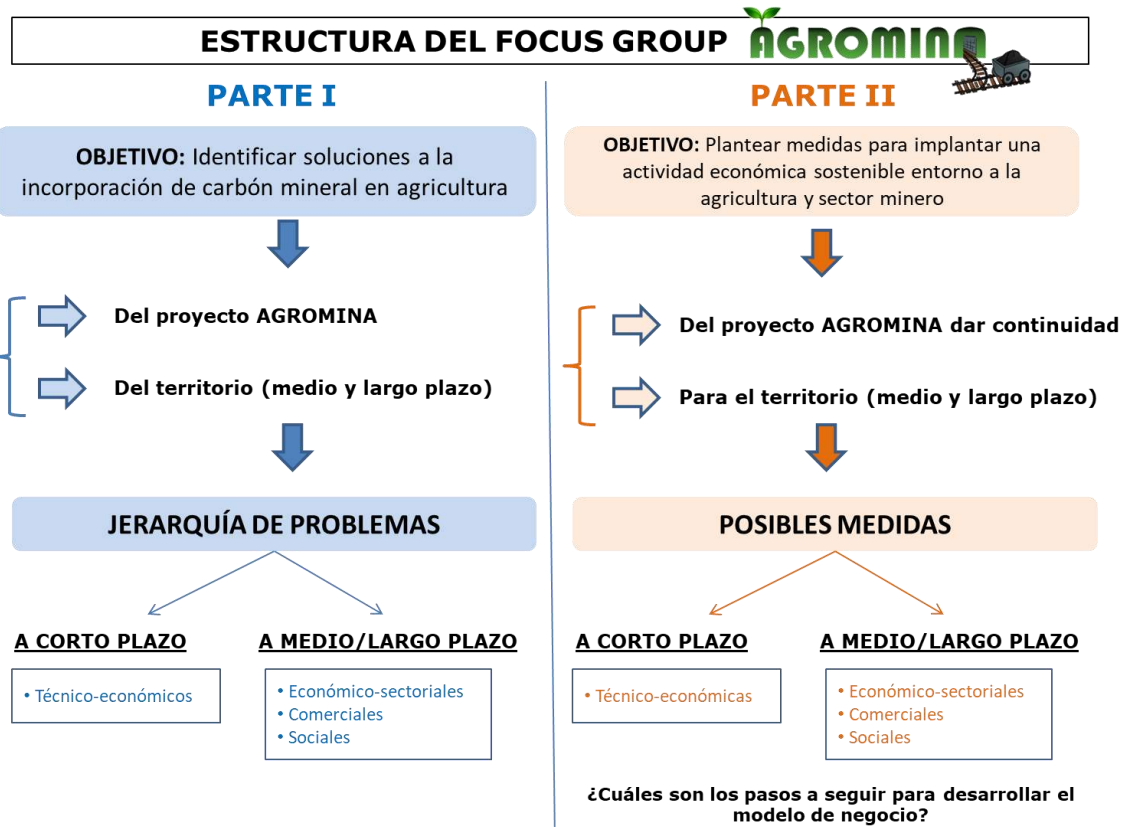 ESTRUCTURA DEL FOCUS GROUP AGROMINA
PARTE I
OBJETIVO: Identificar soluciones a la
incorporación de carbón mineral en agricultura
Del proyecto AGROMINA
Del territorio (medio y largo plazo)
JERARQUÍA DE PROBLEMAS
A CORTO PLAZO
• Técnico-económicos
A MEDIO/LARGO PLAZO
• Económico-sectoriales
• Comerciales
• Sociales
PARTE II
OBJETIVO: Plantear medidas para implantar una
actividad económica sostenible entorno a la
agricultura y sector minero
Del proyecto AGROMINA dar continuidad
Para el territorio (medio y largo plazo)
POSIBLES MEDIDAS
A CORTO PLAZO
• Técnico-económicas
A MEDIO/LARGO PLAZO
• Económico-sectoriales
• Comerciales
• Sociales
¿Cuáles son los pasos a seguir para desarrollar el
modelo de negocio?